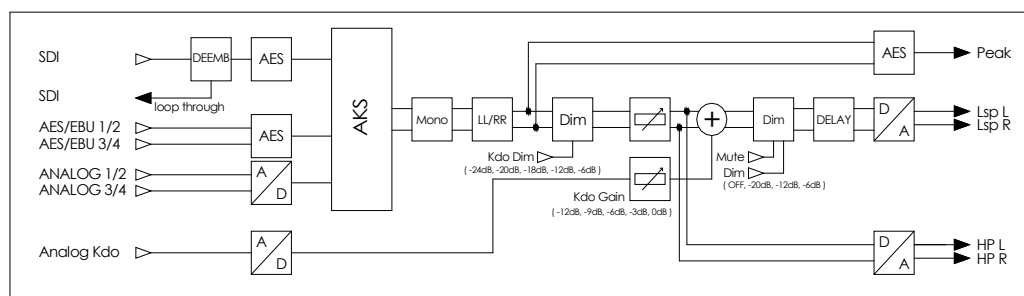 SDI
DEEMB
AES
SDI
loop through
AES/EBU 1/2
AES/EBU 3/4
AES
ANALOG 1/2
ANALOG 3/4
A
D
Analog Kdo
A
D
AKS
Mono
LL/RR
Dim
Kdo Dim
( -24dB, -20dB, -18dB, -12dB, -6dB)
Kdo Gain
( -12dB, -9dB, -6dB, -3dB, 0dB)
+
Dim
Mute
Dim
( OFF, -20dB, -12dB, -6dB)
DELAY
AES
Peak
D
A
Lsp L
Lsp R
D
A
HP L
HP R